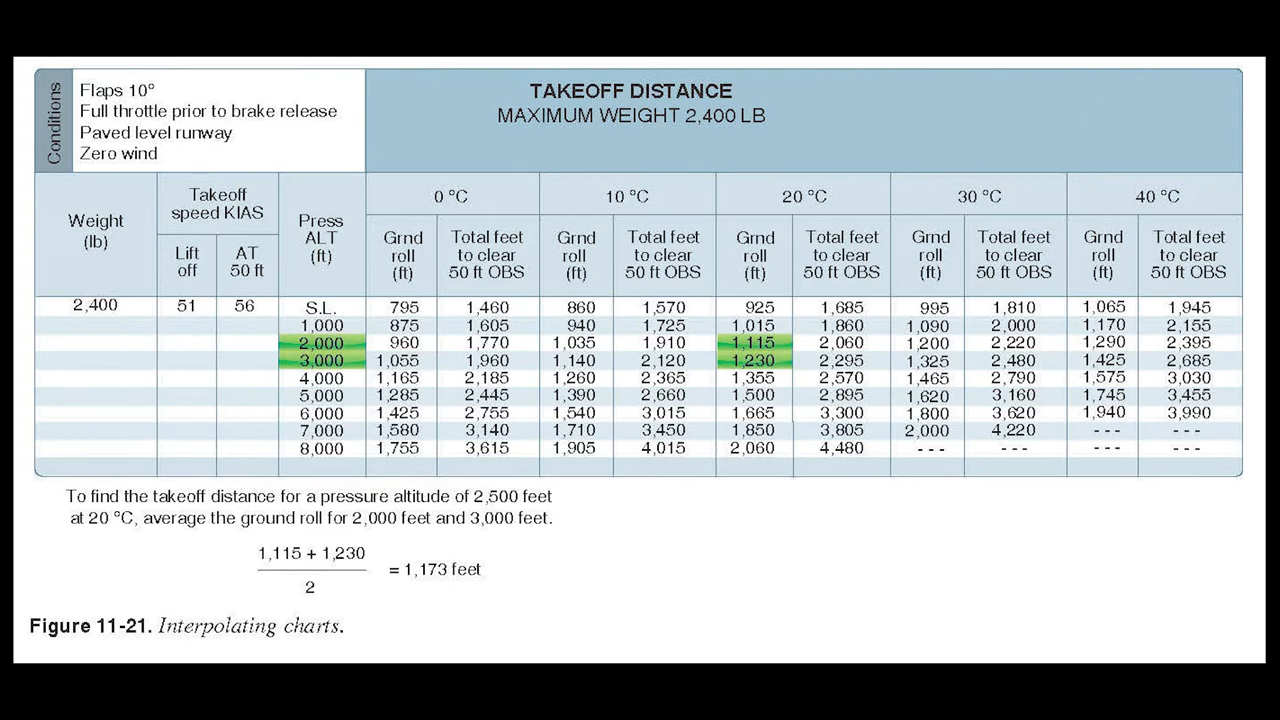 Conditions
Flaps 10°
Full throttle prior to brake release
Paved level runway
Zero wind
TAKEOFF DISTANCE
MAXIMUM WEIGHT 2,400 LB
Weight (lb)
Takeoff speed KIAS
Lift off
AT 50 ft
Press ALT (ft)
0 °C 10 °C 20 °C 30 °C 40 °C
Grnd roll (ft) Total feet to clear 50 ft OBS Grnd roll (ft) Total feet to clear 50 ft OBS Grnd roll (ft) Total feet to clear 50 ft OBS Grnd roll (ft) Total feet to clear 50 ft OBS Grnd roll (ft) Total feet to clear 50 ft OBS
2,400 51 56 S.L. 795 1,460 860 1,570 925 1,685 995 1,810 1,065 1,945
1,000 875 1,605 940 1,725 1,015 1,860 1,090 2,000 1,170 2,155
2,000 960 1,770 1,035 1,910 1,115 2,060 1,200 2,220 1,290 2,395
3,000 1,055 1,960 1,140 2,120 1,230 2,295 1,325 2,480 1,425 2,685
4,000 1,165 2,185 1,260 2,365 1,355 2,570 1,465 2,790 1,575 3,030
5,000 1,285 2,445 1,390 2,660 1,500 2,895 1,620 3,160 1,745 3,455
6,000 1,425 2,755 1,540 3,015 1,665 3,300 1,800 3,620 1,940 3,990
7,000 1,580 3,140 1,710 3,450 1,850 3,805 2,000 4,220 --- ---
8,000 1,755 3,615 1,905 4,015 2,060 4,480 --- --- --- ---
To find the takeoff distance for a pressure altitude of 2,500 feet
at 20 °C, average the ground roll for 2,000 feet and 3,000 feet.
1,115 + 1,230
2
= 1,173 feet
Figure 11-21. Interpolating charts.